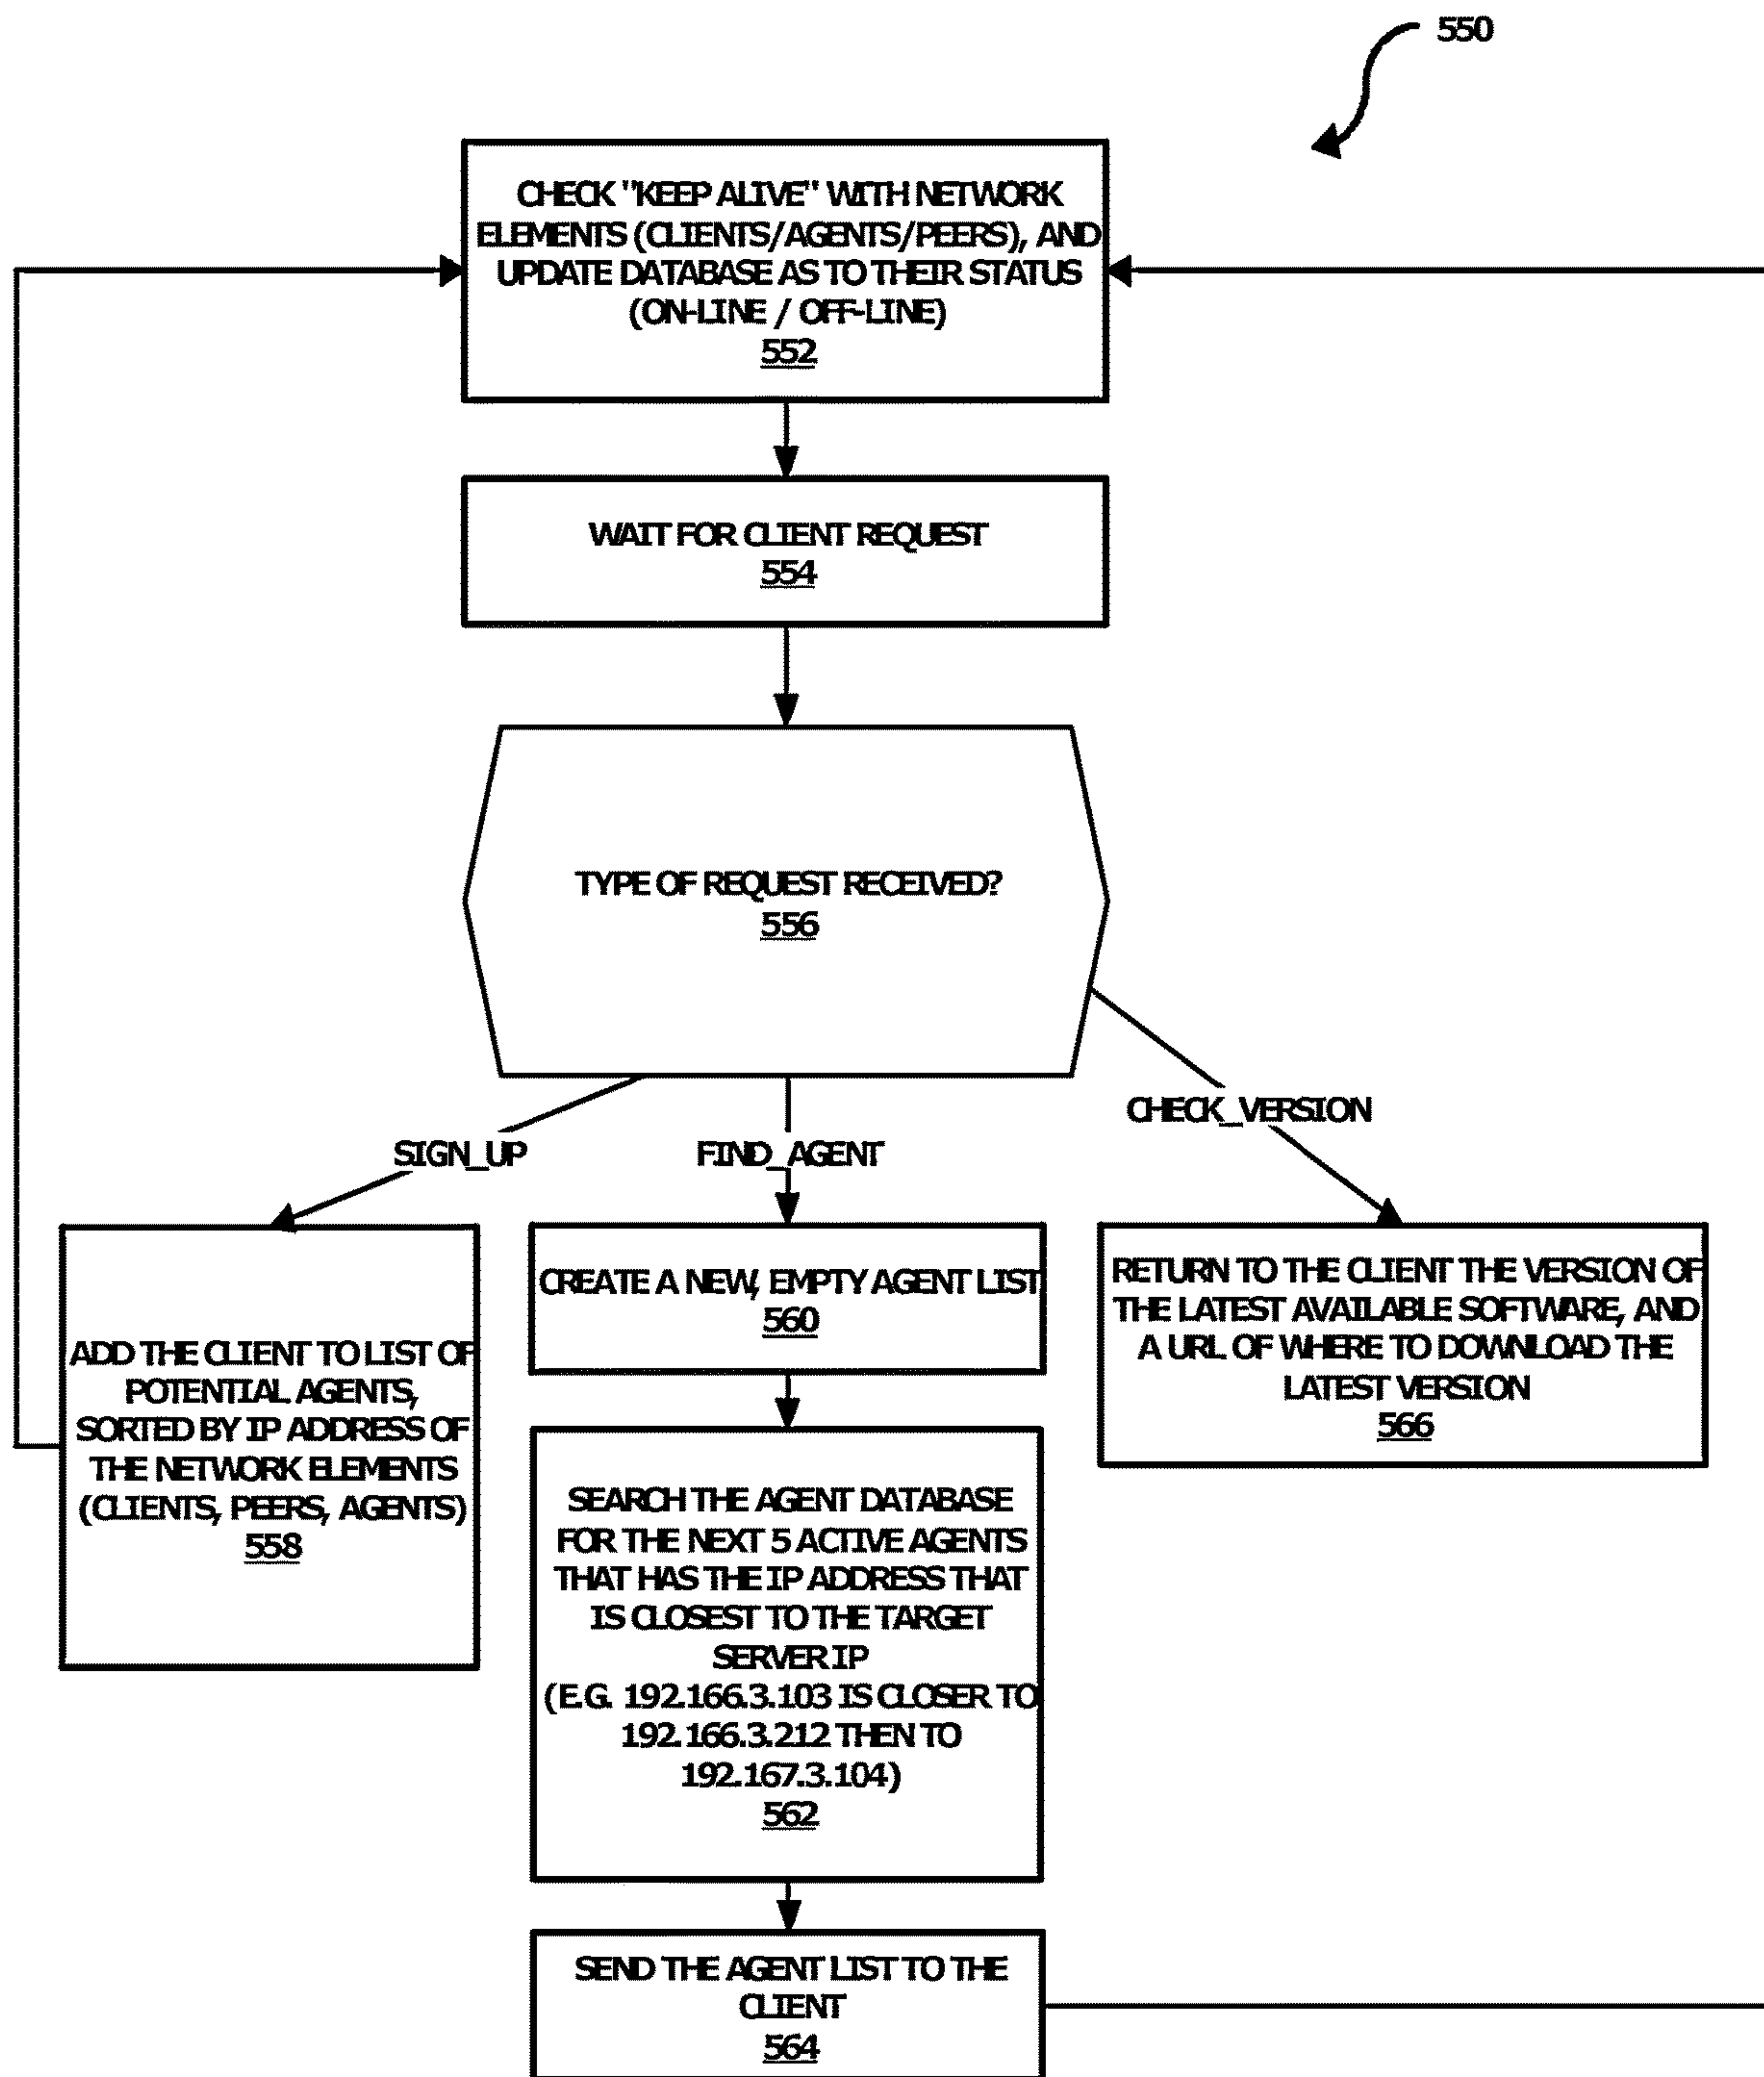 550
CHECK "KEEP ALIVE" WITH NETWORK
ELEMENTS (CLIENTS/AGENTS/PEERS), AND
UPDATE DATABASE AS TO THEIR STATUS
(ON-LINE / OFF-LINE)
552
WAIT FOR CLIENT REQUEST
554
TYPE OF REQUEST RECEIVED?
556
SIGN_UP
FIND_AGENT
CHECK_VERSION
ADD THE CLIENT TO LIST OF
POTENTIAL AGENTS,
SORTED BY IP ADDRESS OF
THE NETWORK ELEMENTS
(CLIENTS, PEERS, AGENTS)
558
CREATE A NEW, EMPTY AGENT LIST
560
SEARCH THE AGENT DATABASE
FOR THE NEXT 5 ACTIVE AGENTS
THAT HAS THE IP ADDRESS THAT
IS CLOSEST TO THE TARGET
SERVER IP
(E.G. 192.166.3.103 IS CLOSER TO
192.166.3.212 THEN TO
192.167.3.104)
562
SEND THE AGENT LIST TO THE
CLIENT
564
RETURN TO THE CLIENT THE VERSION OF
THE LATEST AVAILABLE SOFTWARE, AND
A URL OF WHERE TO DOWNLOAD THE
LATEST VERSION
566